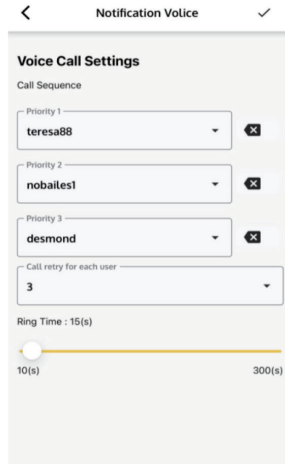 Notification Volice
Voice Call Settings
Call Sequence
Priority 1
teresa88
Priority 2
nobailes1
Priority 3
desmond
Call retry for each user
3
Ring Time : 15(s)
10(s) 300(s)